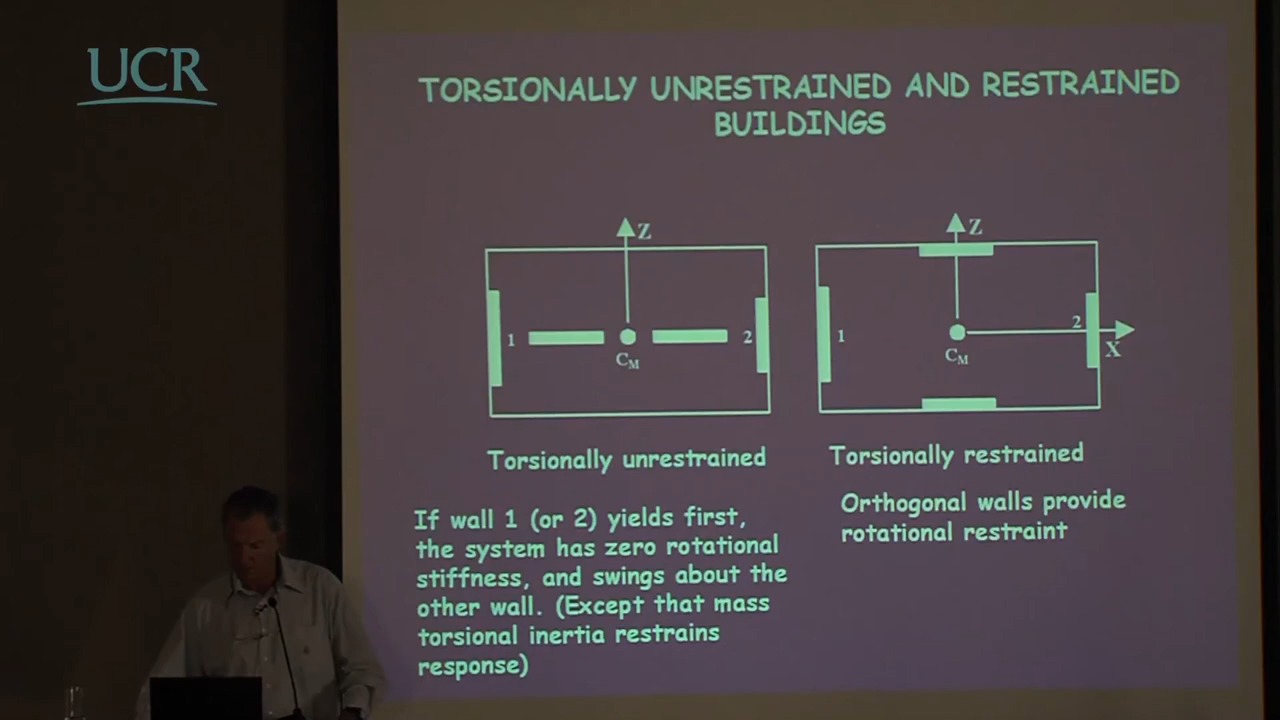 UCR
TORSIONALLY UNRESTRAINED AND RESTRAINED
BUILDINGS
Z
1
2
C_M
Z
1
2
X
C_M
Torsionally unrestrained
Torsionally restrained
If wall 1 (or 2) yields first,
the system has zero rotational
stiffness, and swings about the
other wall. (Except that mass
torsional inertia restrains
response)
Orthogonal walls provide
rotational restraint